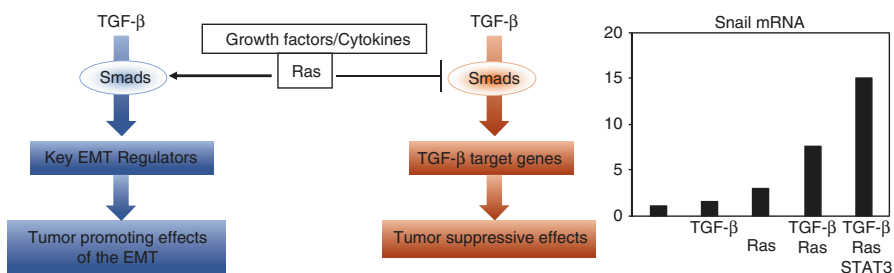 TGF-β
Growth factors/Cytokines
Ras
Smads
Key EMT Regulators
Tumor promoting effects
of the EMT
TGF-β
Smads
TGF-β target genes
Tumor suppressive effects
Snail mRNA
20
15
10
5
0
TGF-β
Ras
TGF-β
Ras
TGF-β
Ras
STAT3